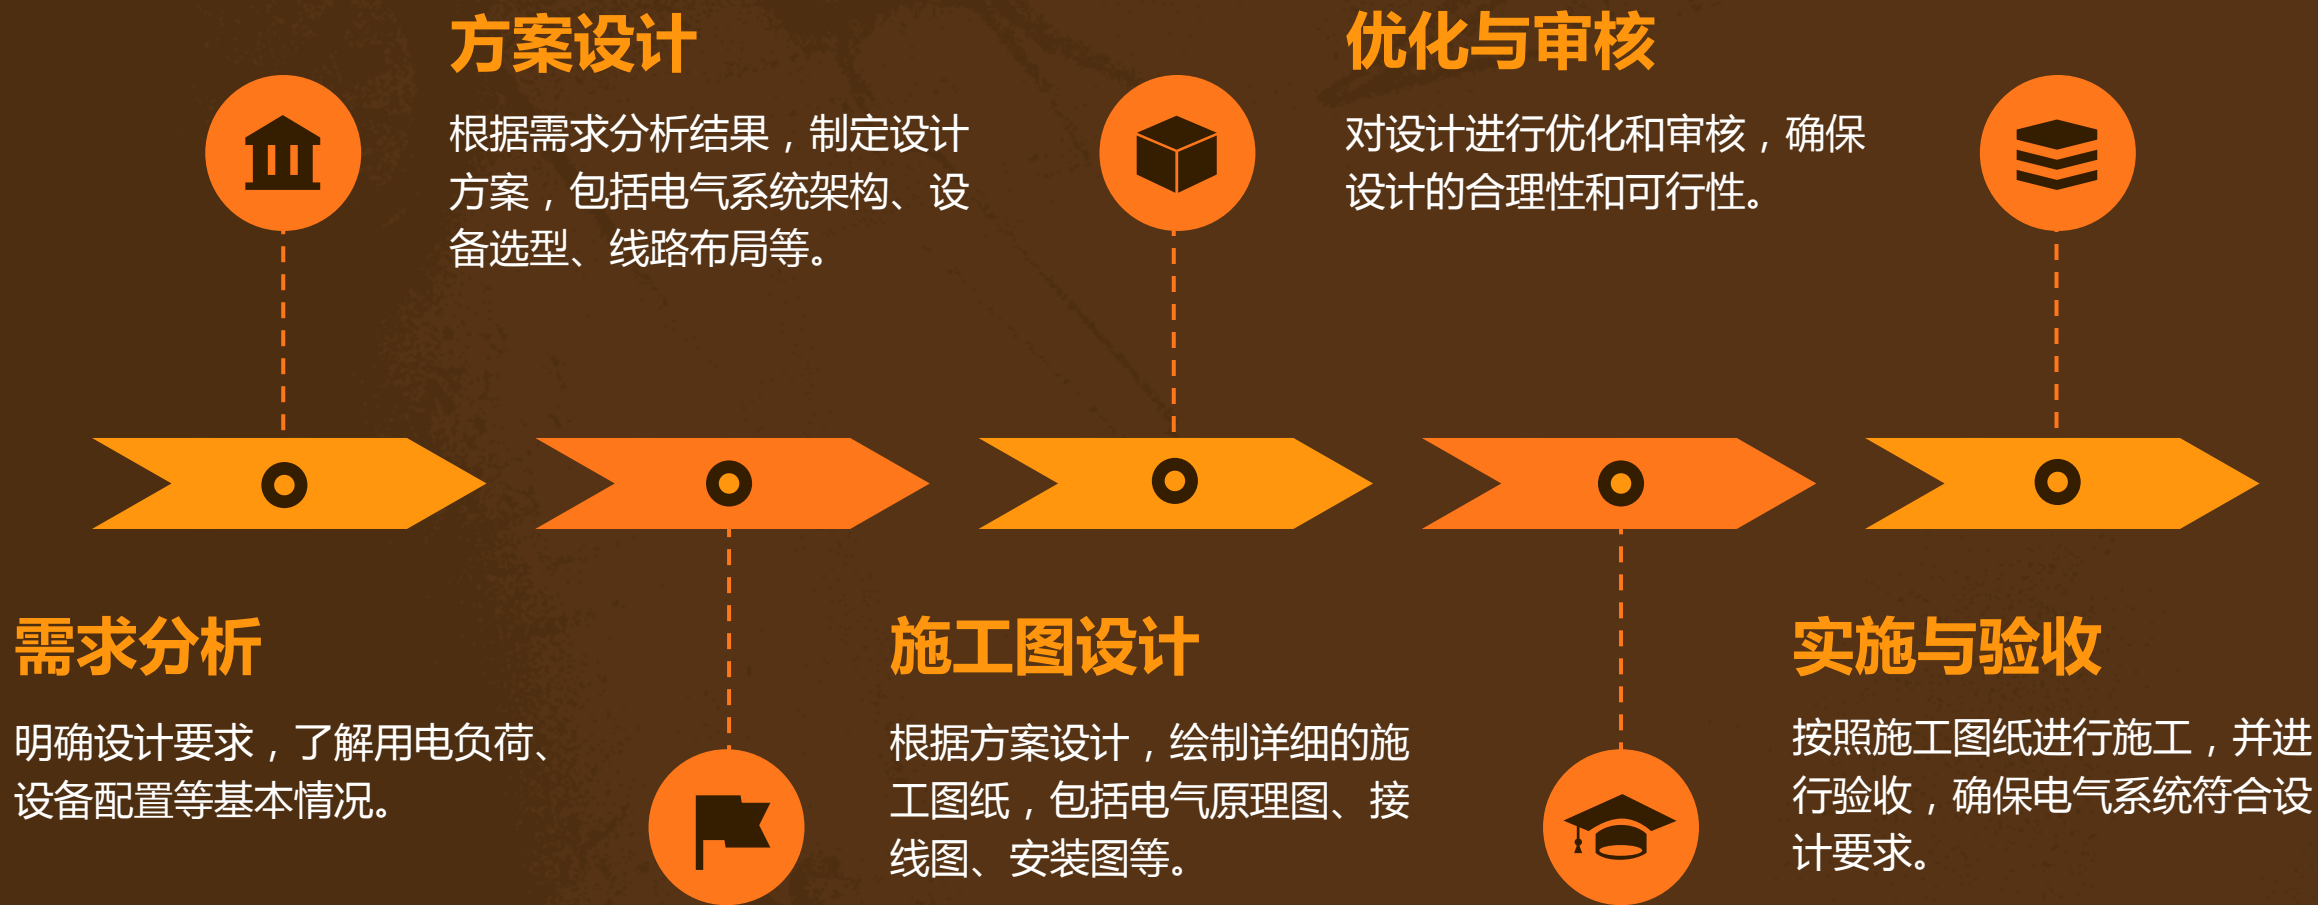 需求分析
明确设计要求，了解用电负荷、
设备配置等基本情况。
方案设计
根据需求分析结果，制定设计
方案，包括电气系统架构、设
备选型、线路布局等。
施工图设计
根据方案设计，绘制详细的施
工图纸，包括电气原理图、接
线图、安装图等。
优化与审核
对设计进行优化和审核，确保
设计的合理性和可行性。
实施与验收
按照施工图纸进行施工，并进
行验收，确保电气系统符合设
计要求。